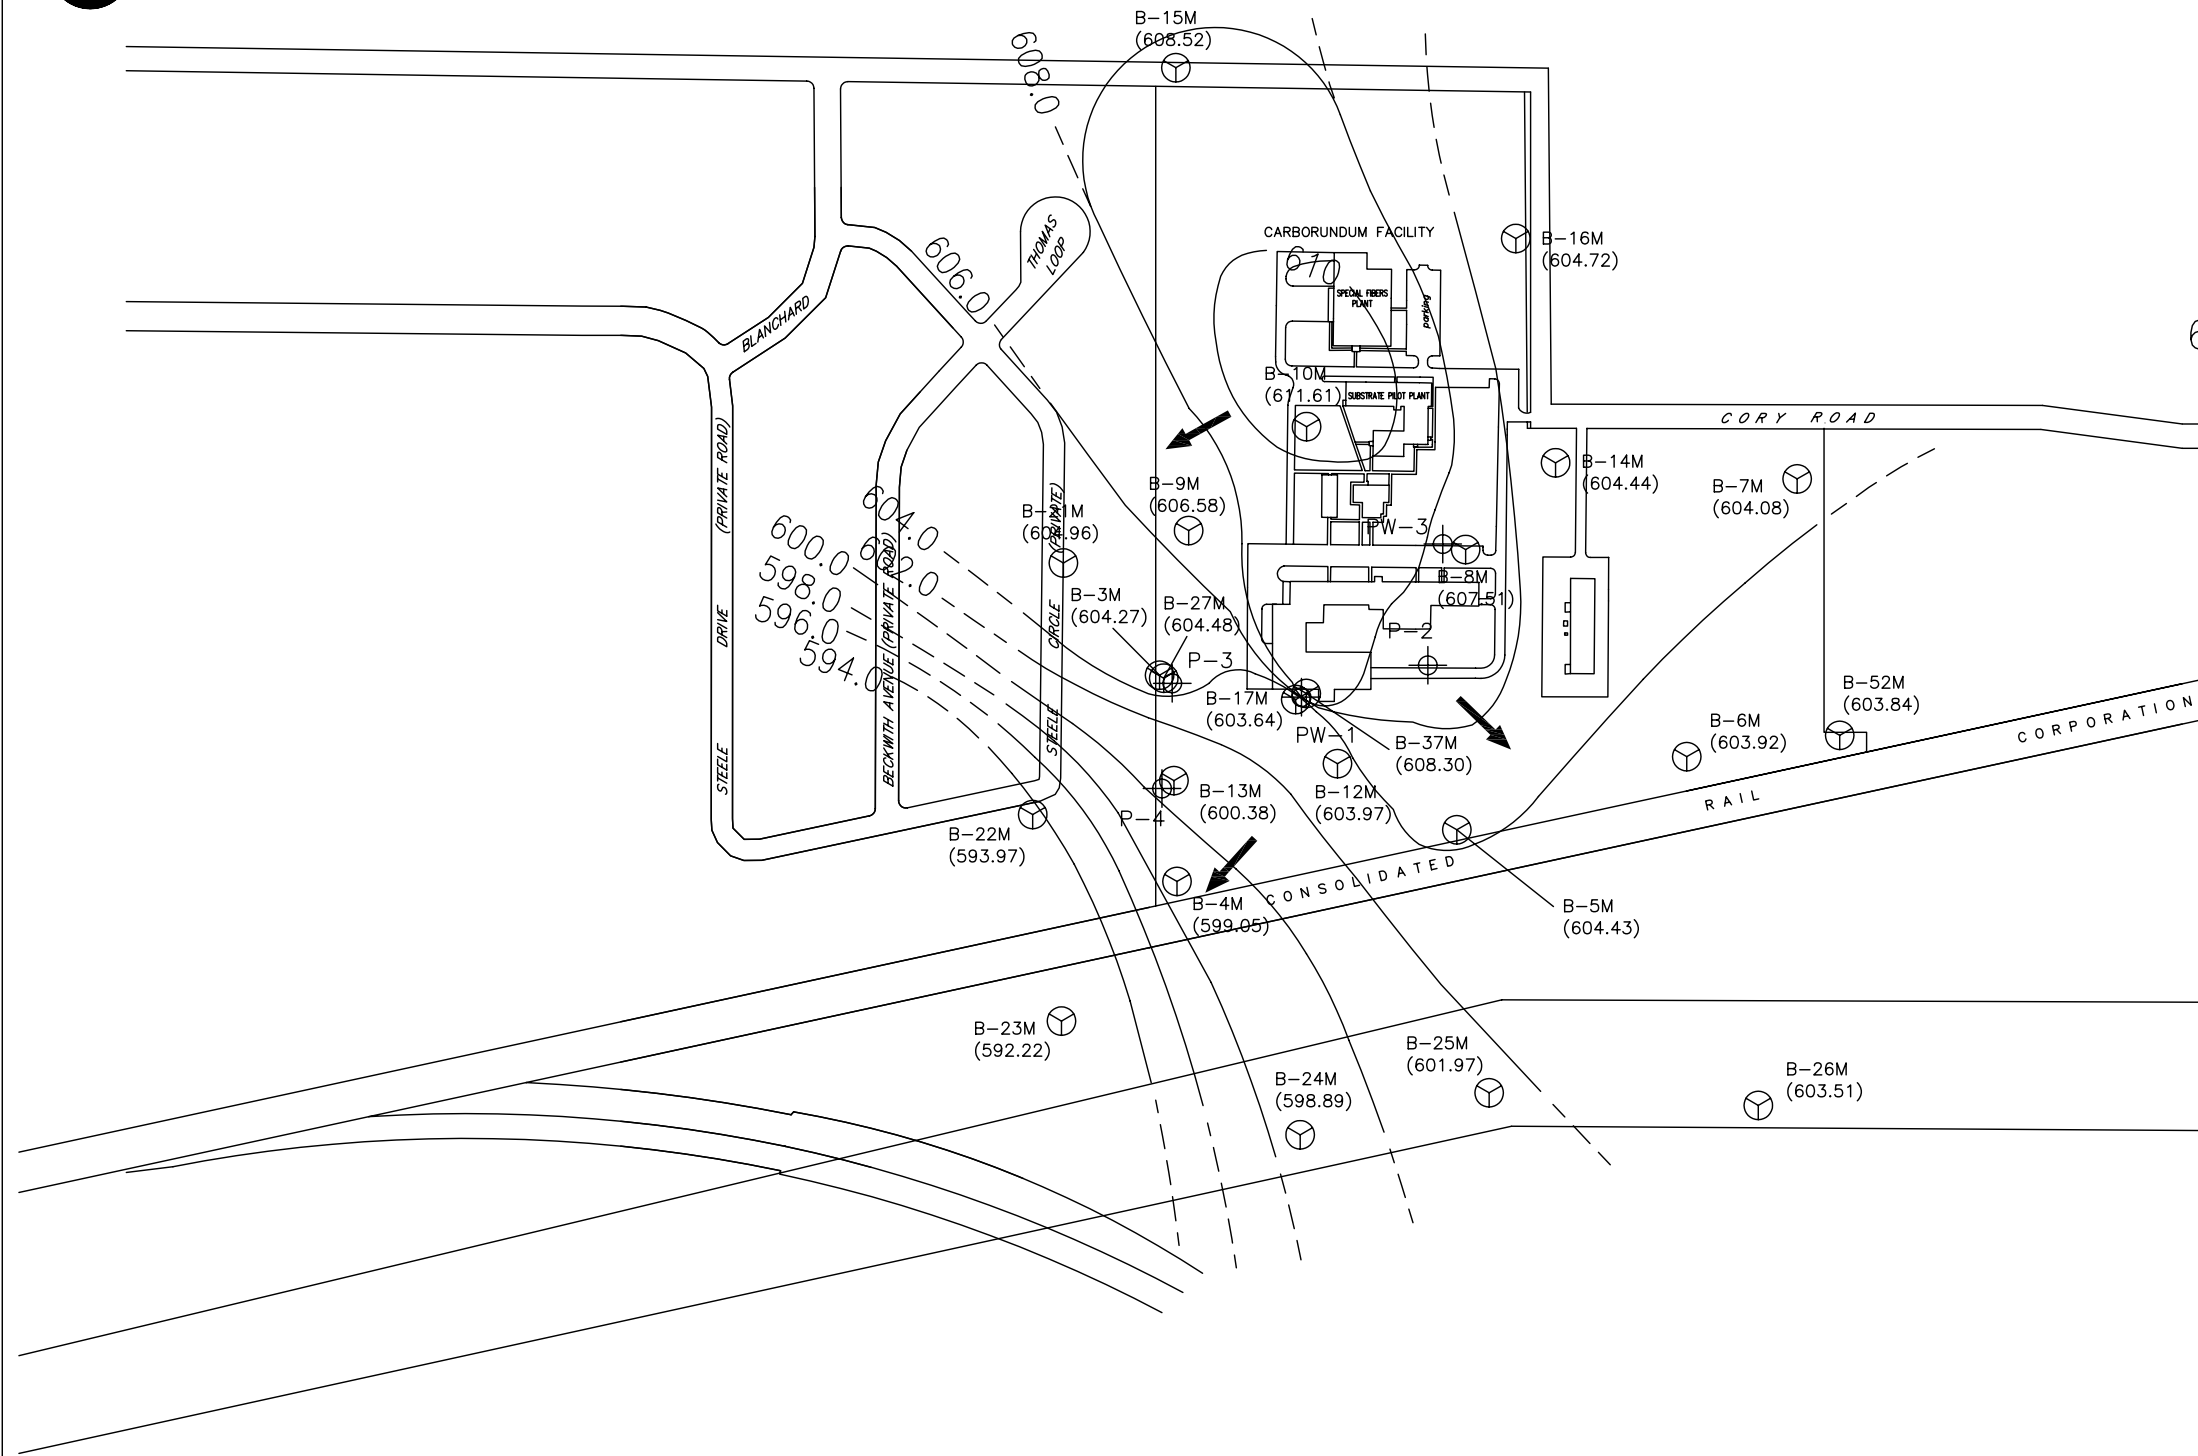 B-15M
(608.52)
608.0
THOMAS
LOOP
CARBORUNDUM FACILITY
B-16M
(604.72)
606.0
610
SPECIAL FIBERS
PLANT
parking
BLANCHARD
B-10M
(611.61)
SUBSTRATE PILOT PLANT
CORY ROAD
B-14M
(604.44)
B-7M
(604.08)
B-9M
(606.58)
604.0
602.0
600.0
598.0
596.0
594.0
STEELE DRIVE (PRIVATE ROAD)
BECKWITH AVENUE (PRIVATE ROAD)
STEELE CIRCLE (PRIVATE)
PW-3
B-8M
(607.51)
B-3M
(604.27)
B-27M
(604.48)
P-2
P-3
B-17M
(603.64)
PW-1
B-37M
(608.30)
B-52M
(603.84)
B-6M
(603.92)
CONSOLIDATED RAIL CORPORATION
B-13M
(600.38)
P-4
B-12M
(603.97)
B-22M
(593.97)
B-4M
(599.05)
B-5M
(604.43)
B-23M
(592.22)
B-25M
(601.97)
B-24M
(598.89)
B-26M
(603.51)